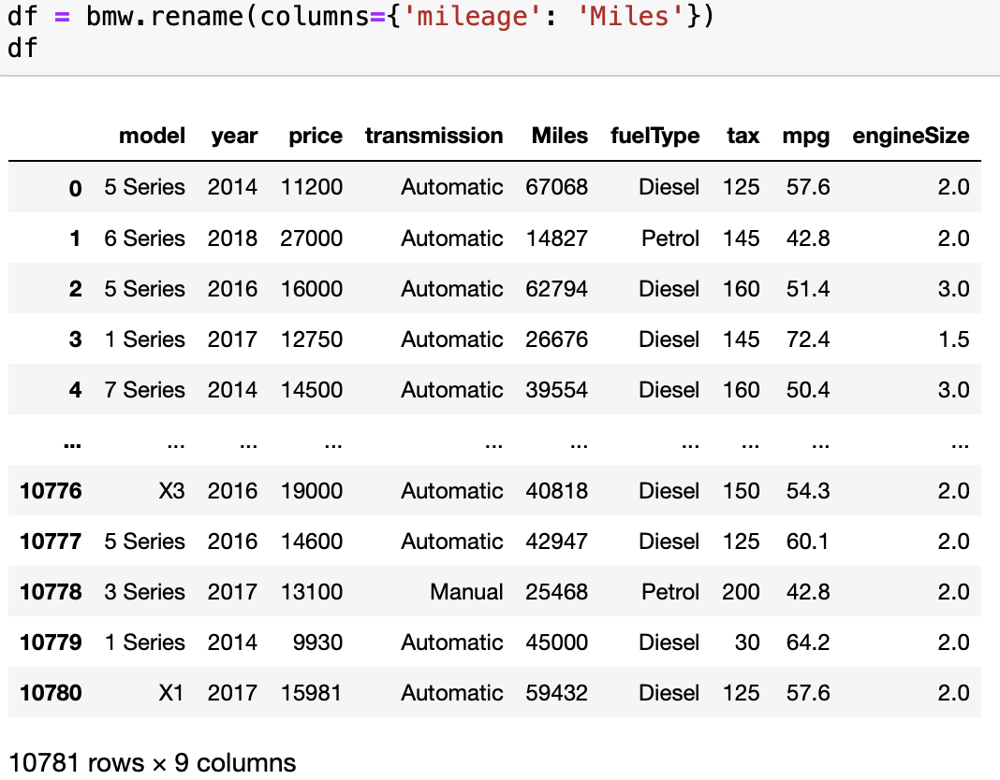 df = bmw.rename(columns={'mileage': 'Miles'})
df
model year price transmission Miles fuelType tax mpg engineSize
0 5 Series 2014 11200 Automatic 67068 Diesel 125 57.6 2.0
1 6 Series 2018 27000 Automatic 14827 Petrol 145 42.8 2.0
2 5 Series 2016 16000 Automatic 62794 Diesel 160 51.4 3.0
3 1 Series 2017 12750 Automatic 26676 Diesel 145 72.4 1.5
4 7 Series 2014 14500 Automatic 39554 Diesel 160 50.4 3.0
... ... ... ... ... ... ... ... ... ...
10776 X3 2016 19000 Automatic 40818 Diesel 150 54.3 2.0
10777 5 Series 2016 14600 Automatic 42947 Diesel 125 60.1 2.0
10778 3 Series 2017 13100 Manual 25468 Petrol 200 42.8 2.0
10779 1 Series 2014 9930 Automatic 45000 Diesel 30 64.2 2.0
10780 X1 2017 15981 Automatic 59432 Diesel 125 57.6 2.0
10781 rows × 9 columns